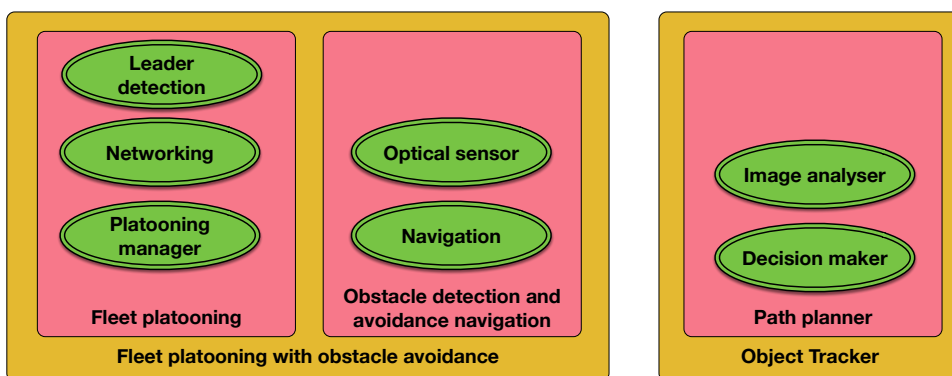 Leader
detection
Networking
Platooning
manager
Fleet platooning
Optical sensor
Navigation
Obstacle detection and
avoidance navigation
Fleet platooning with obstacle avoidance
Image analyser
Decision maker
Path planner
Object Tracker